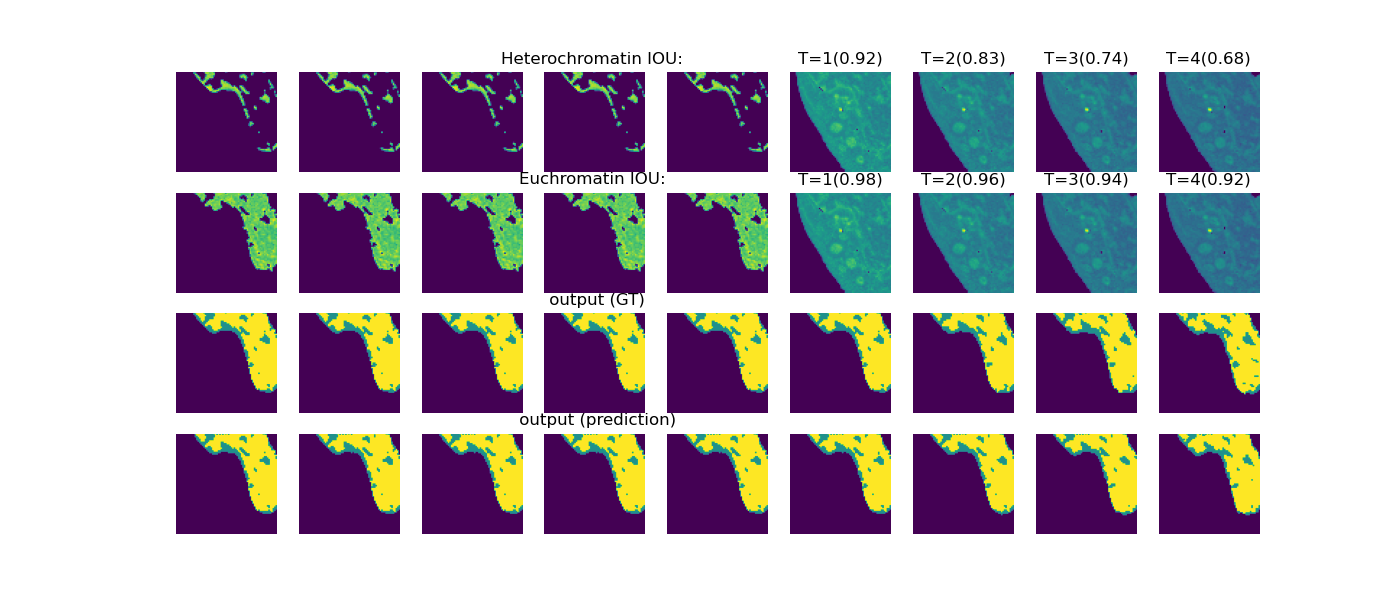 Heterochromatin IOU: T=1(0.92) T=2(0.83) T=3(0.74) T=4(0.68)
Euchromatin IOU: T=1(0.98) T=2(0.96) T=3(0.94) T=4(0.92)
output (GT)
output (prediction)